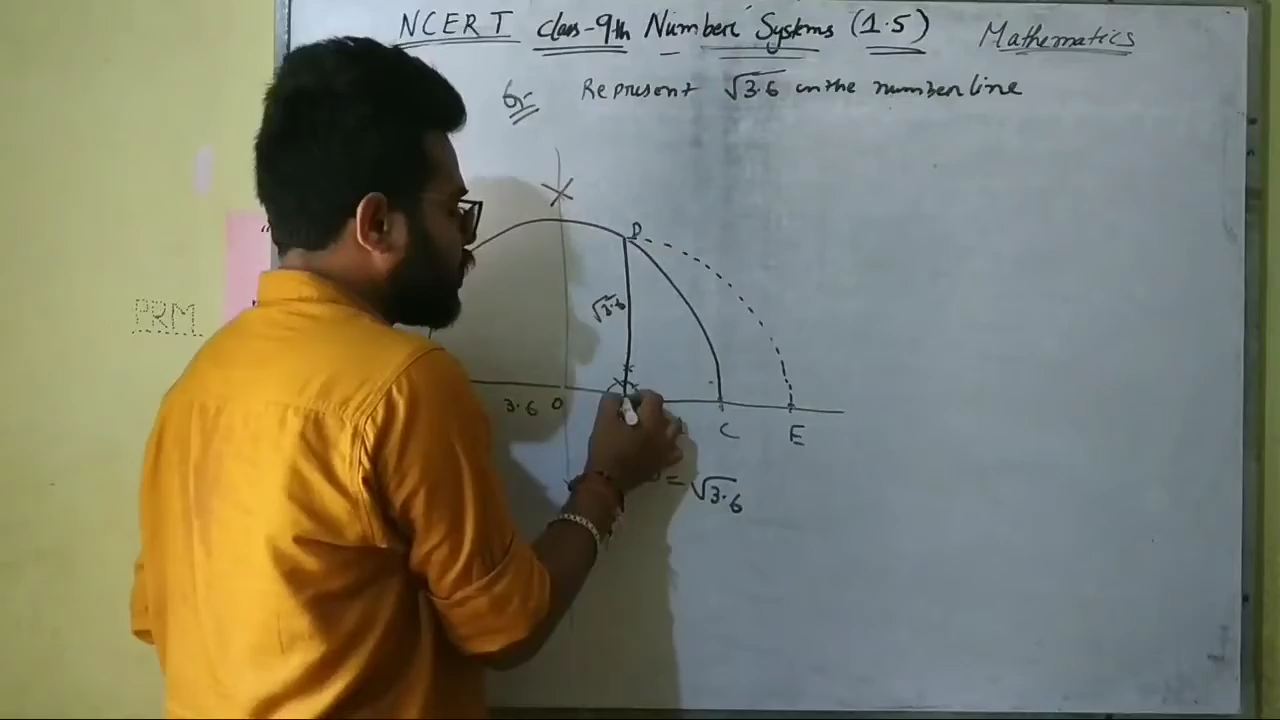 NCERT Class-9th Number Systems (1.5) Mathematics
Represent √3.6 on the number line
D
√3.6
PRM
3.6 O
C E
= √3.6